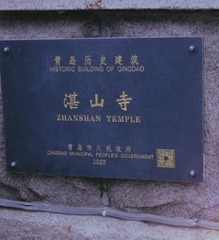 青岛历史建筑
HISTORIC BUILDING OF QINGDAO
湛山寺
ZHANSHAN TEMPLE
青岛市人民政府
QINGDAO MUNICIPAL PEOPLE'S GOVERNMENT
2020